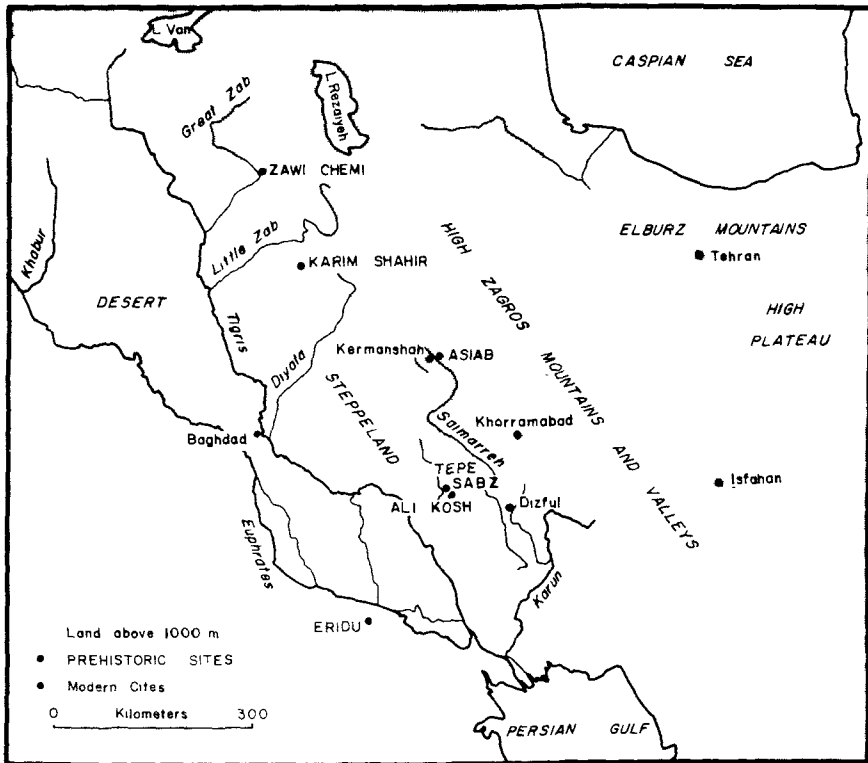 L. Van
CASPIAN SEA
Great Zab
L. Rezaiyeh
ZAWI CHEMI
ELBURZ MOUNTAINS
Little Zab
Tehran
Khabur
KARIM SHAHIR
DESERT
HIGH ZAGROS MOUNTAINS AND VALLEYS
HIGH
PLATEAU
Tigris
Diyala
Kermanshah
ASIAB
STEPPELAND
Saimarreh
Khorramabad
Baghdad
TEPE
SABZ
Isfahan
ALI KOSH
Dizful
Euphrates
Karun
ERIDU
Land above 1000 m
PREHISTORIC SITES
Modern Cites
0 Kilometers 300
PERSIAN GULF